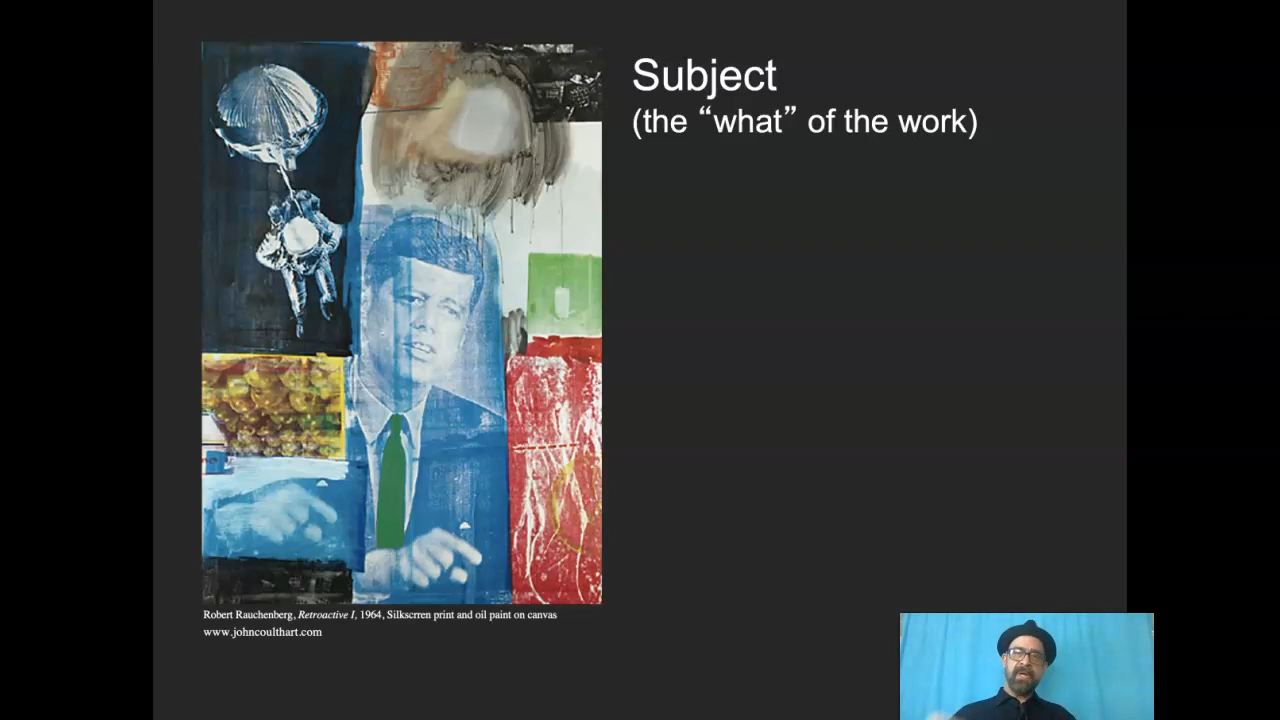 Subject
(the “what” of the work)
Robert Rauchenberg, Retroactive I, 1964, Silkscrren print and oil paint on canvas
www.johncoulthart.com